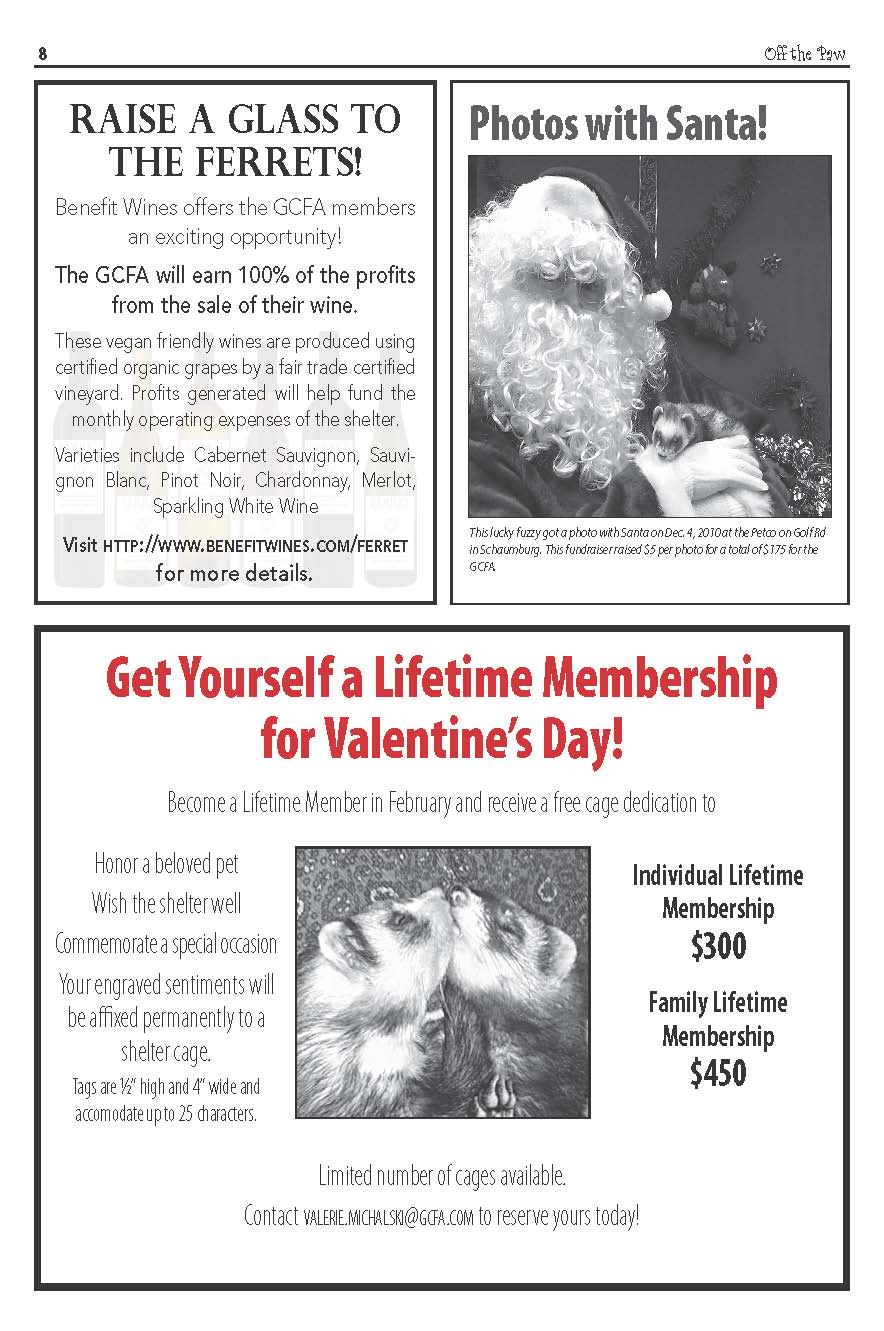 8
Off the Paw
RAISE A GLASS TO
THE FERRETS!
Benefit Wines offers the GCFA members
an exciting opportunity!
The GCFA will earn 100% of the profits
from the sale of their wine.
These vegan friendly wines are produced using
certified organic grapes by a fair trade certified
vineyard. Profits generated will help fund the
monthly operating expenses of the shelter.
Varieties include Cabernet Sauvignon, Sauvi-
gnon Blanc, Pinot Noir, Chardonnay, Merlot,
Sparkling White Wine
Visit HTTP://WWW.BENEFITWINES.COM/FERRET
for more details.
Photos with Santa!
This lucky fuzzy got a photo with Santa on Dec. 4, 2010 at the Petco on Golf Rd
in Schaumburg. This fundraiser raised $5 per photo for a total of $175 for the
GCFA.
Get Yourself a Lifetime Membership
for Valentine's Day!
Become a Lifetime Member in February and receive a free cage dedication to
Honor a beloved pet
Wish the shelter well
Commemorate a special occasion
Your engraved sentiments will
be affixed permanently to a
shelter cage.
Tags are ½" high and 4" wide and
accomodate up to 25 characters.
Individual Lifetime
Membership
$300
Family Lifetime
Membership
$450
Limited number of cages available.
Contact VALERIE.MICHALSKI@GCFA.COM to reserve yours today!